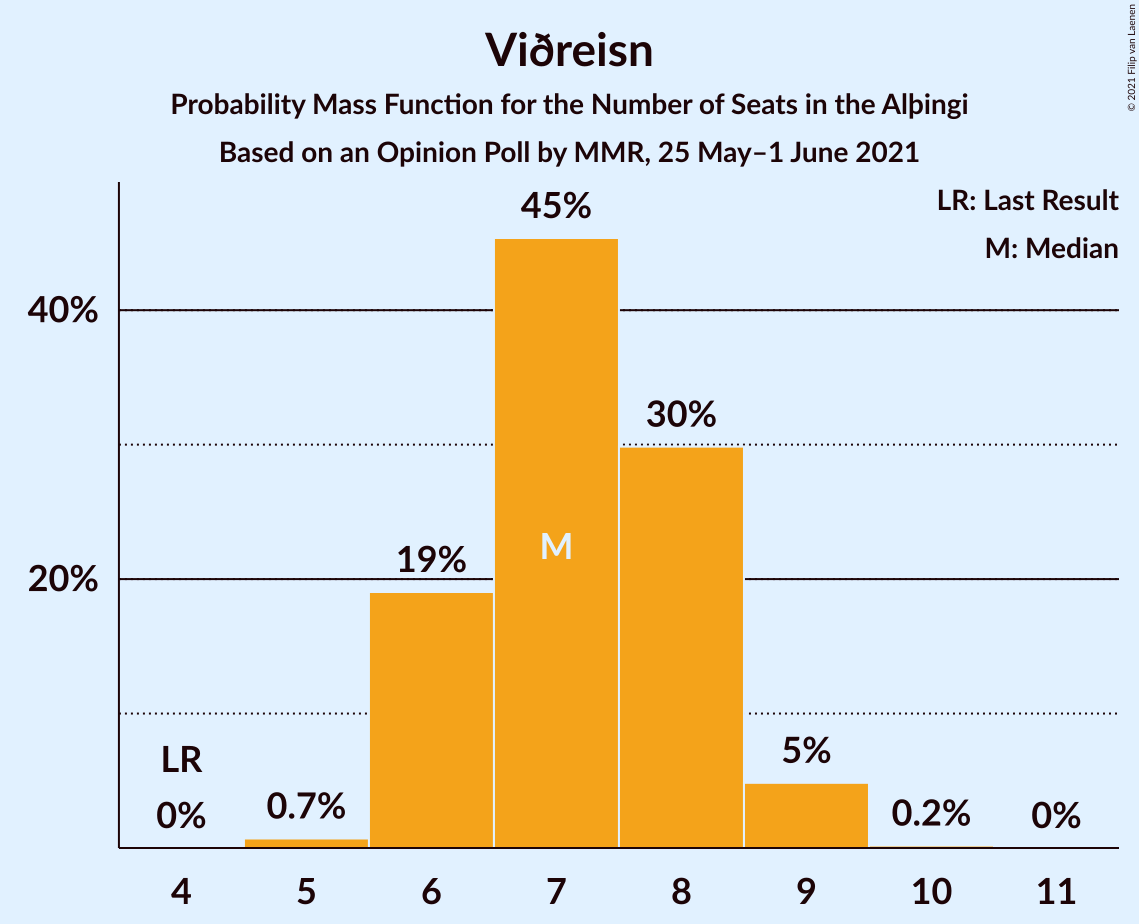 Viðreisn
Probability Mass Function for the Number of Seats in the Alþingi
Based on an Opinion Poll by MMR, 25 May–1 June 2021
© 2021 Filip van Laenen
LR: Last Result
M: Median
45%
40%
30%
19%
M
20%
LR
0%
0.7%
5%
0.2%
0%
4 5 6 7 8 9 10 11